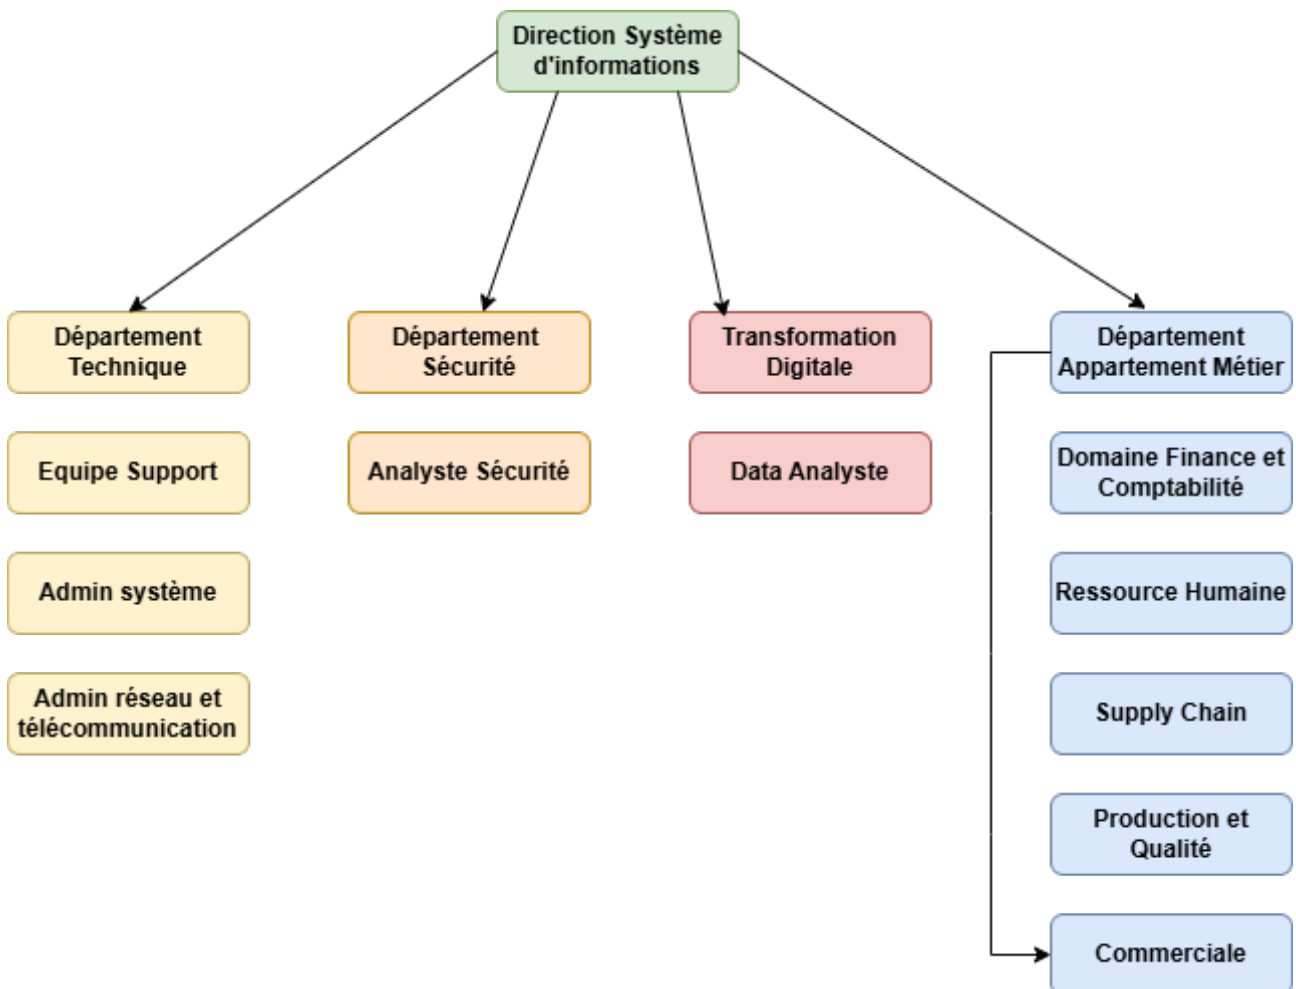 Direction Système
d'informations
Département
Technique
Département
Sécurité
Transformation
Digitale
Département
Appartement Métier
Equipe Support
Analyste Sécurité
Data Analyste
Domaine Finance et
Comptabilité
Admin système
Ressource Humaine
Admin réseau et
télécommunication
Supply Chain
Production et
Qualité
Commerciale